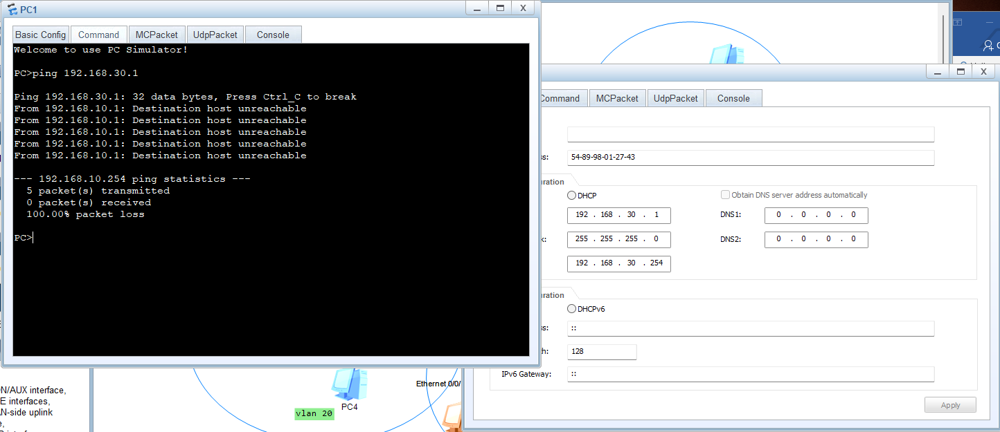 PC1
Basic Config Command MCPacket UdpPacket Console
Welcome to use PC Simulator!
PC>ping 192.168.30.1
Ping 192.168.30.1: 32 data bytes, Press Ctrl_C to break
From 192.168.10.1: Destination host unreachable
From 192.168.10.1: Destination host unreachable
From 192.168.10.1: Destination host unreachable
From 192.168.10.1: Destination host unreachable
From 192.168.10.1: Destination host unreachable
--- 192.168.10.254 ping statistics ---
5 packet(s) transmitted
0 packet(s) received
100.00% packet loss
PC>
Command MCPacket UdpPacket Console
ss: 54-89-98-01-27-43
uration
DHCP Obtain DNS server address automatically
192 . 168 . 30 . 1 DNS1: 0 . 0 . 0 . 0
k: 255 . 255 . 255 . 0 DNS2: 0 . 0 . 0 . 0
192 . 168 . 30 . 254
uration
DHCPv6
ss: ::
h: 128
IPv6 Gateway: ::
Apply
N/AUX interface,
E interfaces,
N-side uplink
e,
PC4
vlan 20
Ethernet 0/0/